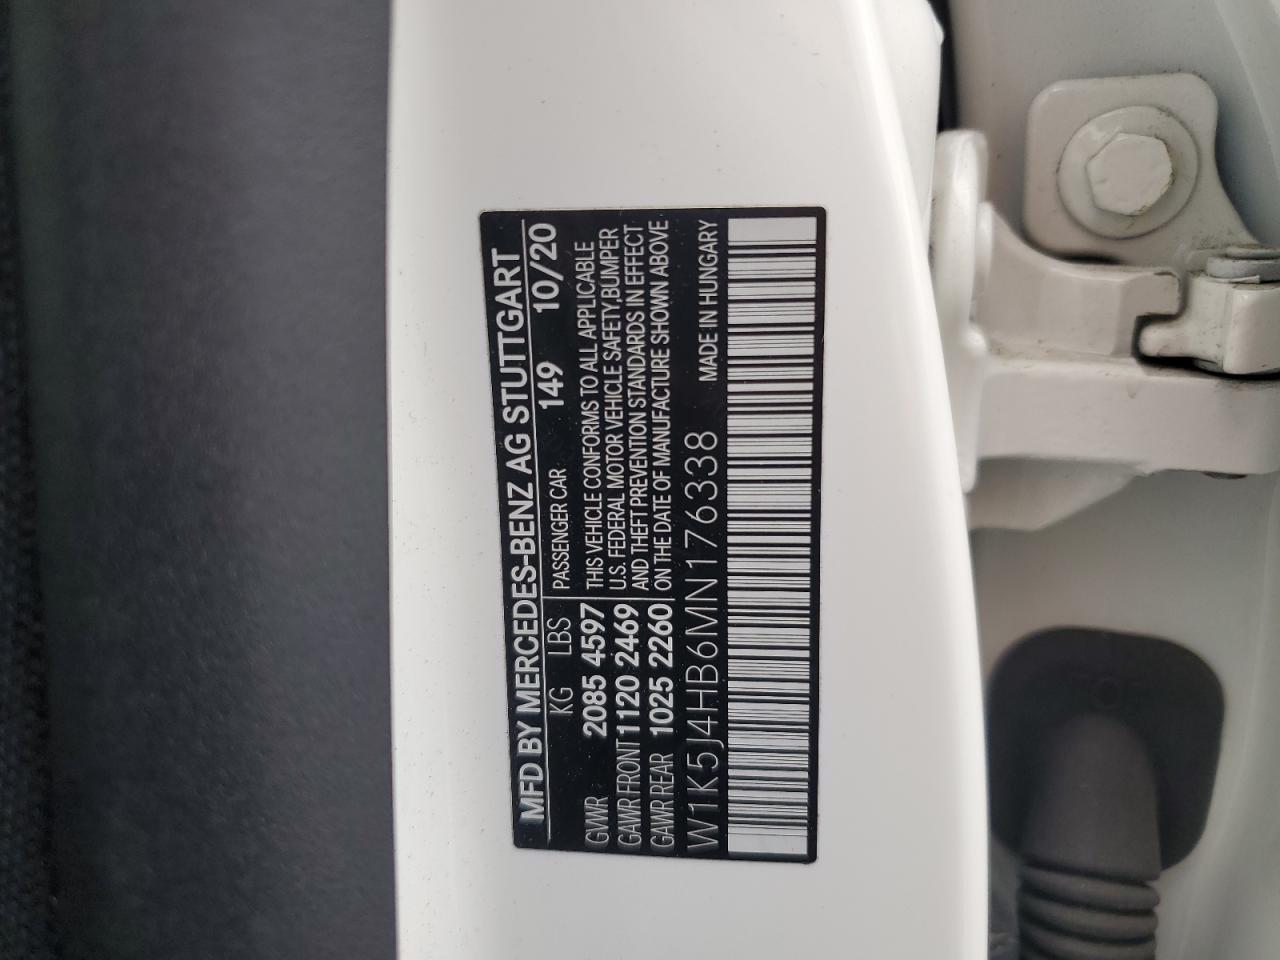 MFD BY MERCEDES-BENZ AG STUTTGART
KG LBS PASSENGER CAR 149 10/20
GVWR 2085 4597 THIS VEHICLE CONFORMS TO ALL APPLICABLE
U.S. FEDERAL MOTOR VEHICLE SAFETY,BUMPER
GAWR FRONT 1120 2469 AND THEFT PREVENTION STANDARDS IN EFFECT
GAWR REAR 1025 2260 ON THE DATE OF MANUFACTURE SHOWN ABOVE
W1K5J4HB6MN176338 MADE IN HUNGARY